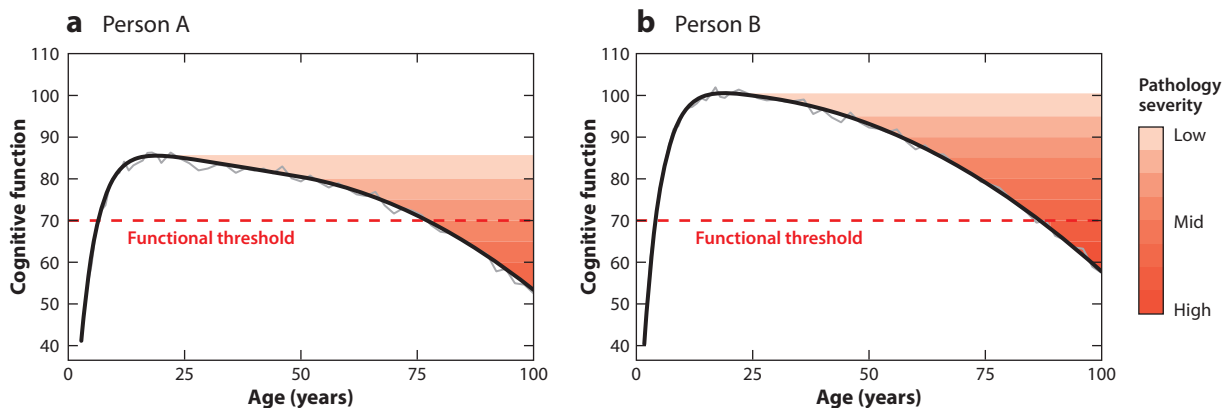 a Person A
110
100
90
80
70
60
50
40
Cognitive function
Functional threshold
0 25 50 75 100
Age (years)
b Person B
110
100
90
80
70
60
50
40
Cognitive function
Functional threshold
0 25 50 75 100
Age (years)
Pathology
severity
Low
Mid
High